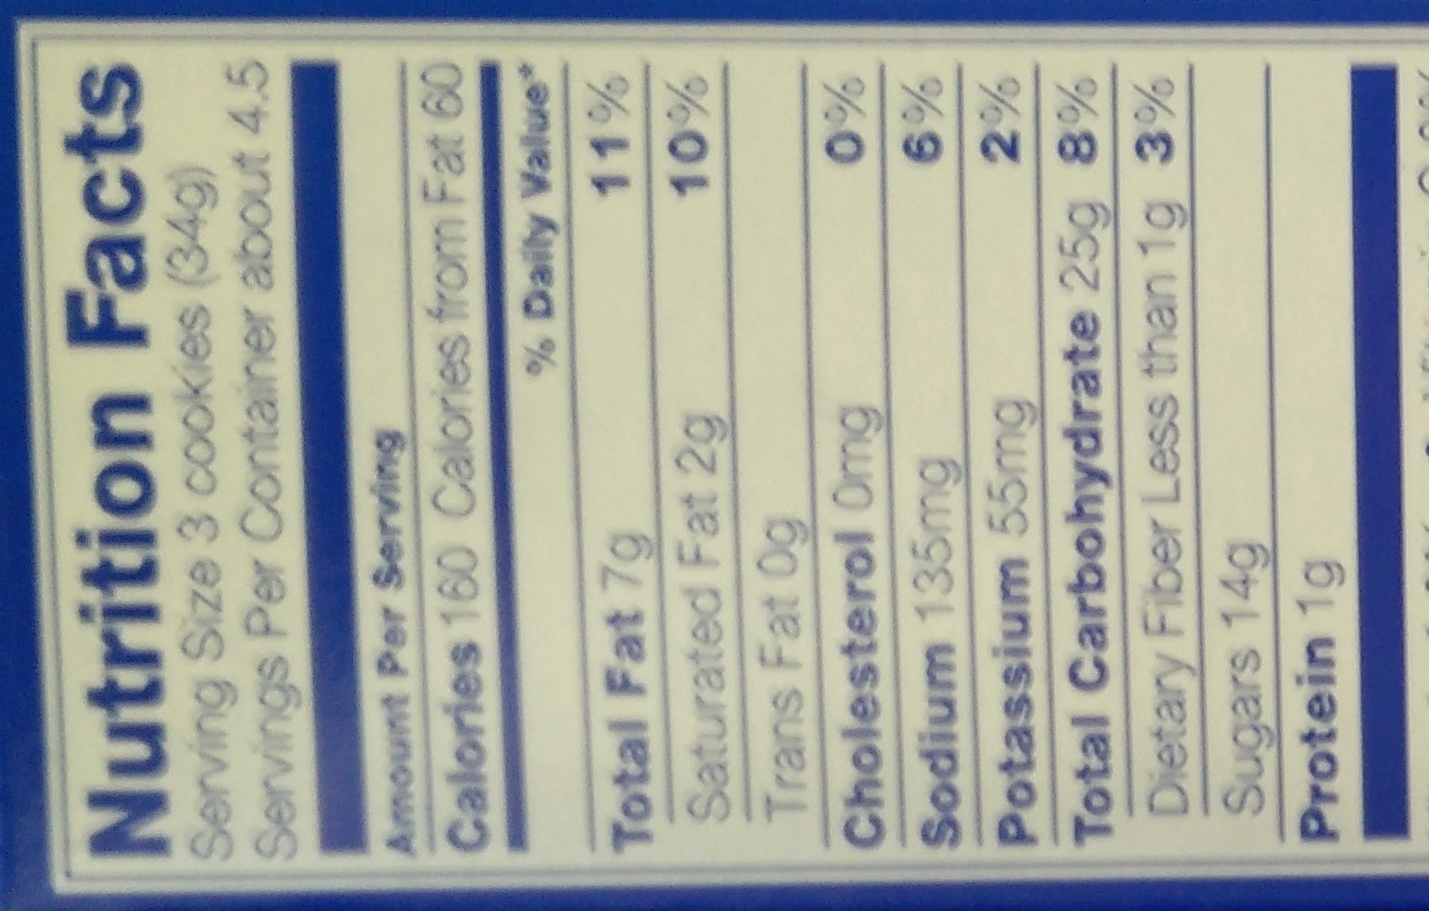 Nutrition Facts
Serving Size 3 cookies (34g)
Servings Per Container about 4.5
Amount Per Serving
Calories 160 Calories from Fat 60
% Daily Value*
Total Fat 7g 11%
Saturated Fat 2g 10%
Trans Fat 0g
Cholesterol 0mg 0%
Sodium 135mg 6%
Potassium 55mg 2%
Total Carbohydrate 25g 8%
Dietary Fiber Less than 1g 3%
Sugars 14g
Protein 1g